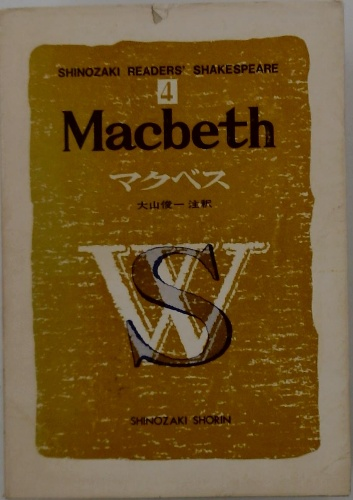 SHINOZAKI READERS' SHAKESPEARE
4
Macbeth
マクベス
大山俊一 注釈
WS
SHINOZAKI SHORIN